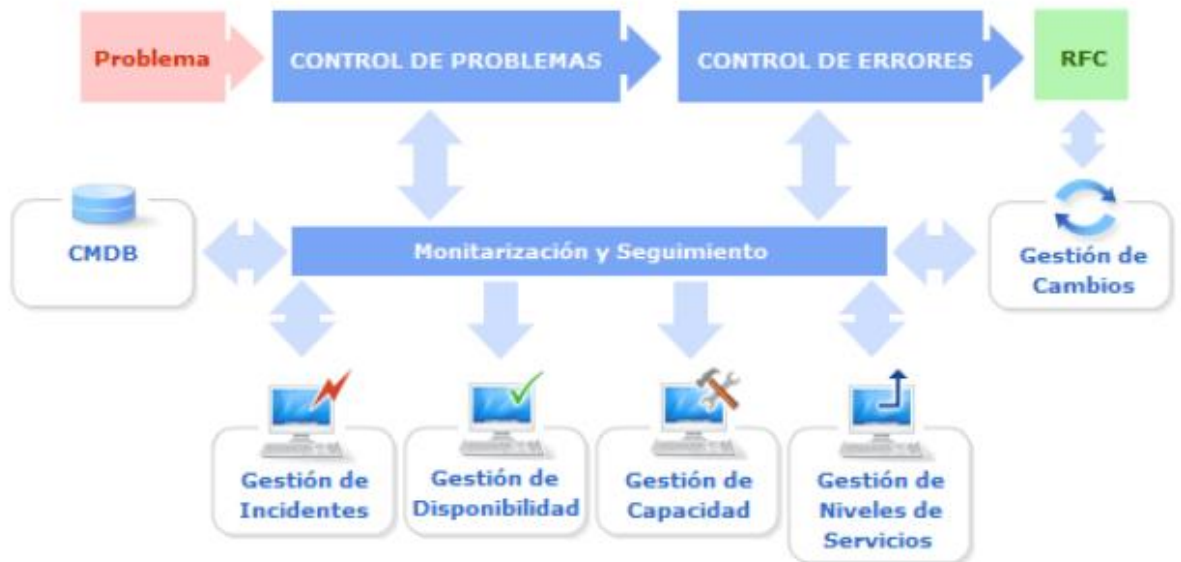 Problema
CONTROL DE PROBLEMAS
CONTROL DE ERRORES
RFC
CMDB
Monitarización y Seguimiento
Gestión de
Cambios
Gestión de
Incidentes
Gestión de
Disponibilidad
Gestión de
Capacidad
Gestión de
Niveles de
Servicios